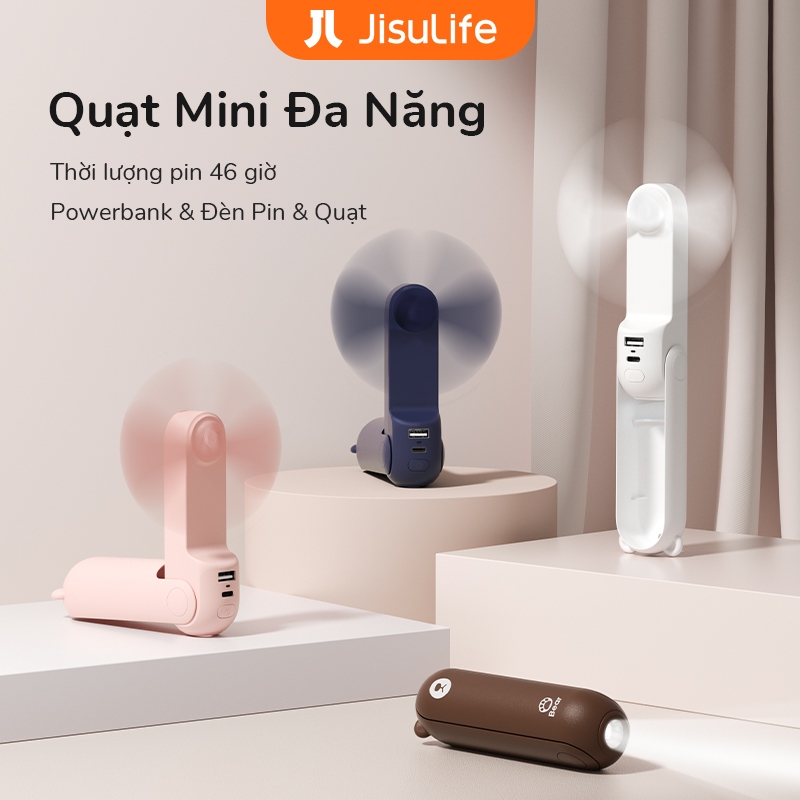 JisuLife
Quạt Mini Đa Năng
Thời lượng pin 46 giờ
Powerbank & Đèn Pin & Quạt
Bear